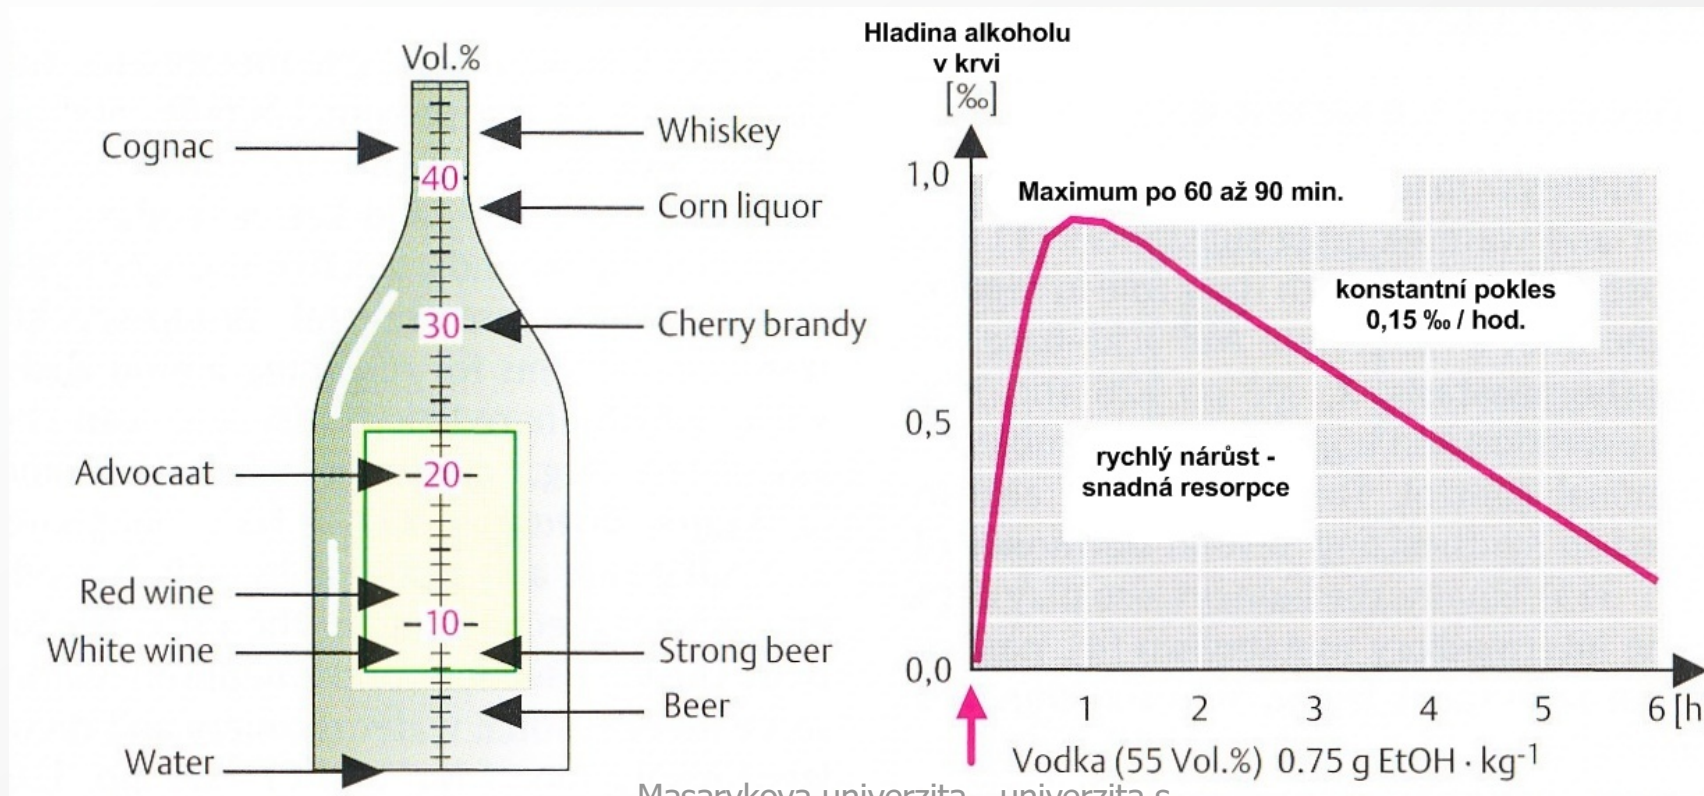 Vol.%
Cognac
Whiskey
40
Corn liquor
30
Cherry brandy
Advocaat
20
Red wine
10
White wine
Strong beer
Beer
Water
Hladina alkoholu
v krvi
[‰]
1,0
Maximum po 60 až 90 min.
konstantní pokles
0,15 ‰ / hod.
0,5
rychlý nárůst -
snadná resorpce
0,0
1 2 3 4 5 6 [h
Vodka (55 Vol.%) 0.75 g EtOH · kg-1